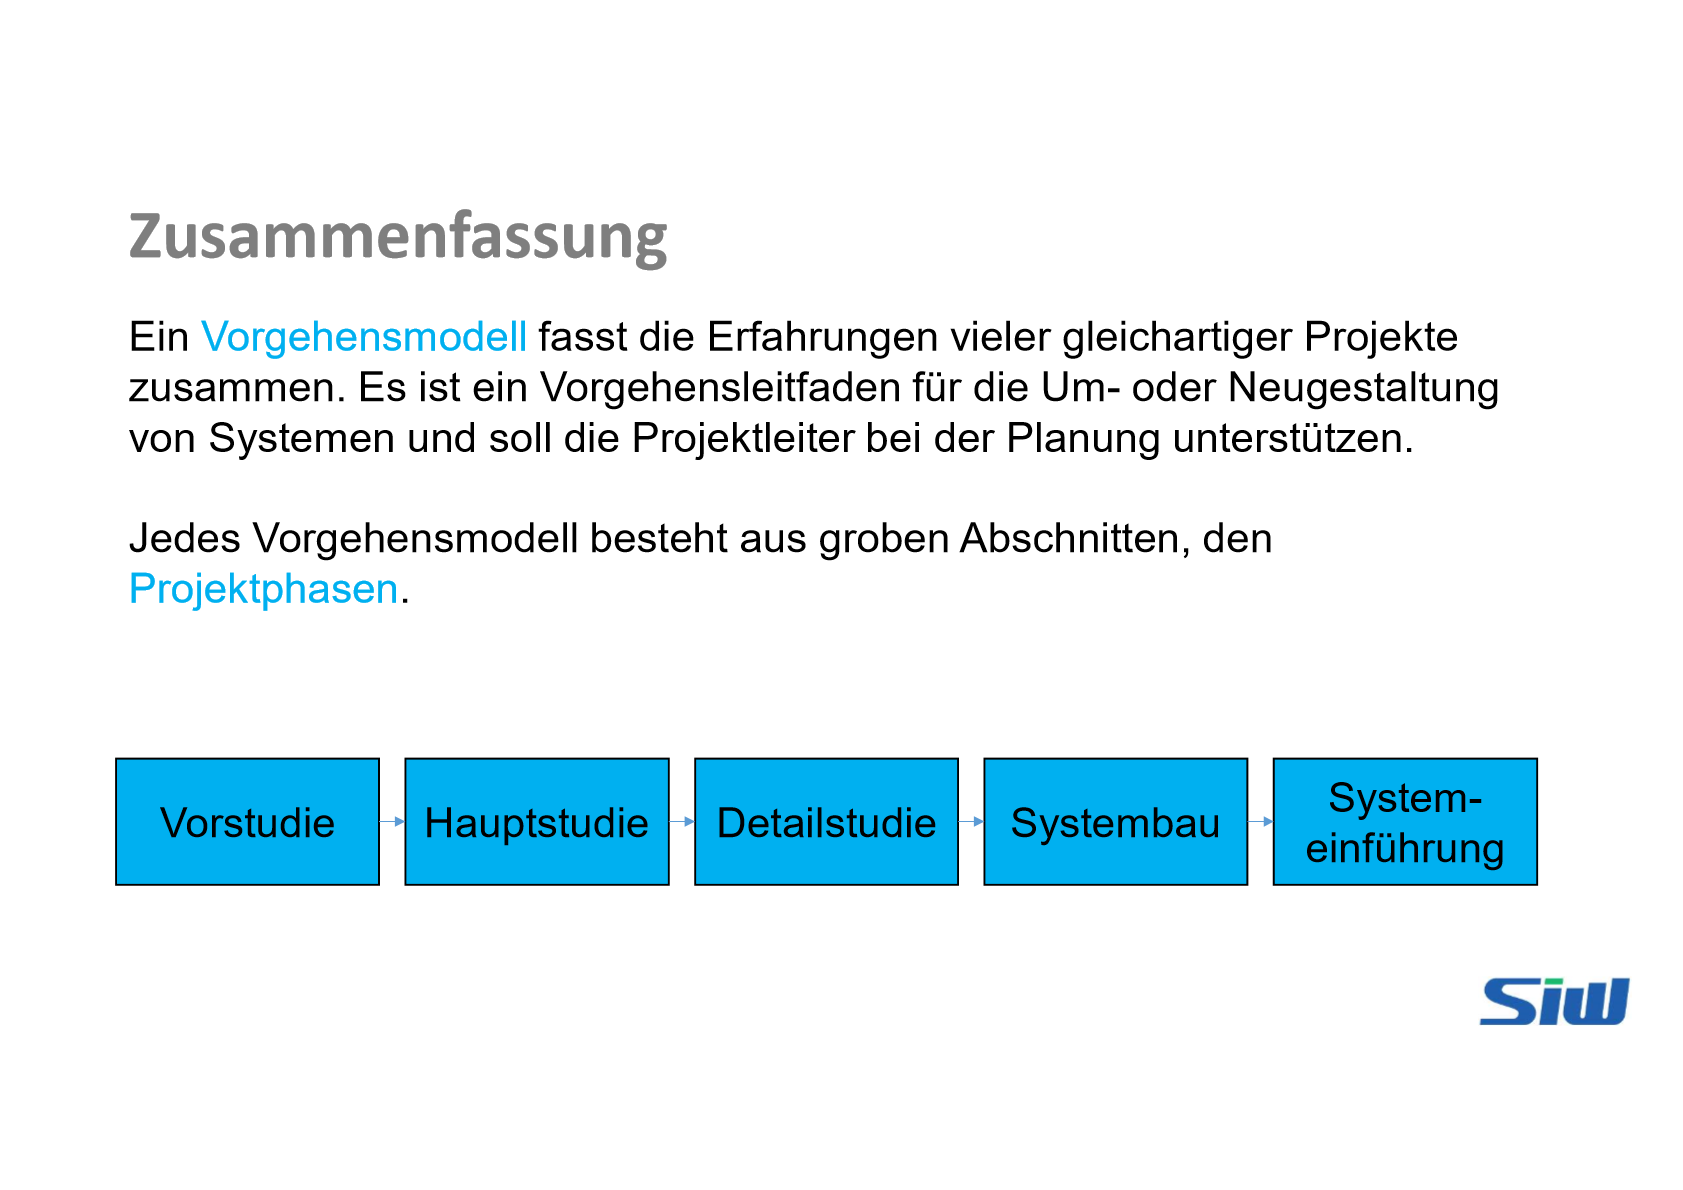 Zusammenfassung
Ein Vorgehensmodell fasst die Erfahrungen vieler gleichartiger Projekte
zusammen. Es ist ein Vorgehensleitfaden für die Um- oder Neugestaltung
von Systemen und soll die Projektleiter bei der Planung unterstützen.
Jedes Vorgehensmodell besteht aus groben Abschnitten, den
Projektphasen.
Vorstudie
Hauptstudie
Detailstudie
Systembau
System-
einführung
Siw